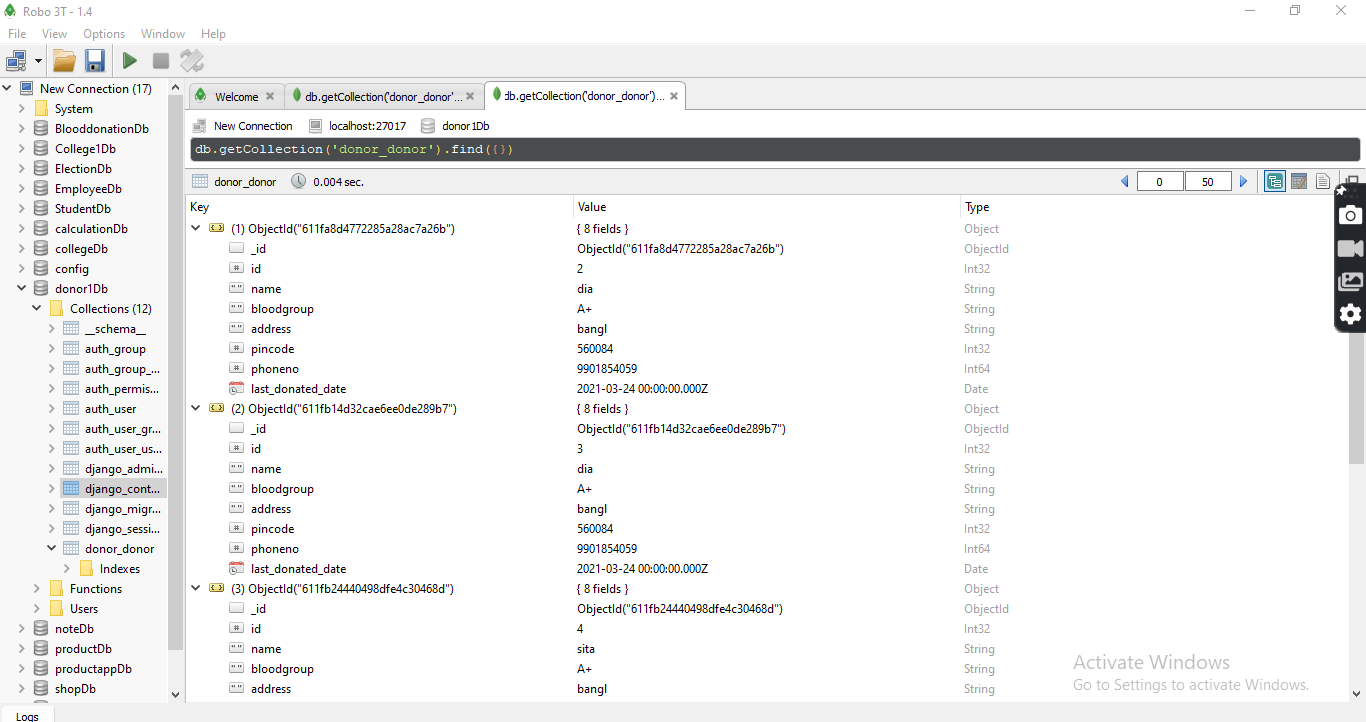 Robo 3T - 1.4
File View Options Window Help
New Connection (17)
System
BlooddonationDb
College1Db
ElectionDb
EmployeeDb
StudentDb
calculationDb
collegeDb
config
donor1Db
Collections (12)
__schema__
auth_group
auth_group_...
auth_permis...
auth_user
auth_user_gr...
auth_user_us...
django_admi...
django_cont...
django_migr...
django_sessi...
donor_donor
Indexes
Functions
Users
noteDb
productDb
productappDb
shopDb
Logs
Welcome db.getCollection('donor_donor'... db.getCollection('donor_donor')...
New Connection localhost:27017 donor1Db
db.getCollection('donor_donor').find({})
donor_donor 0.004 sec. 0 50
Key Value Type
(1) ObjectId("611fa8d4772285a28ac7a26b") { 8 fields } Object
_id ObjectId("611fa8d4772285a28ac7a26b") ObjectId
# id 2 Int32
"" name dia String
"" bloodgroup A+ String
"" address bangl String
# pincode 560084 Int32
# phoneno 9901854059 Int64
last_donated_date 2021-03-24 00:00:00.000Z Date
(2) ObjectId("611fb14d32cae6ee0de289b7") { 8 fields } Object
_id ObjectId("611fb14d32cae6ee0de289b7") ObjectId
# id 3 Int32
"" name dia String
"" bloodgroup A+ String
"" address bangl String
# pincode 560084 Int32
# phoneno 9901854059 Int64
last_donated_date 2021-03-24 00:00:00.000Z Date
(3) ObjectId("611fb24440498dfe4c30468d") { 8 fields } Object
_id ObjectId("611fb24440498dfe4c30468d") ObjectId
# id 4 Int32
"" name sita String
"" bloodgroup A+ String
"" address bangl String
Activate Windows
Go to Settings to activate Windows.